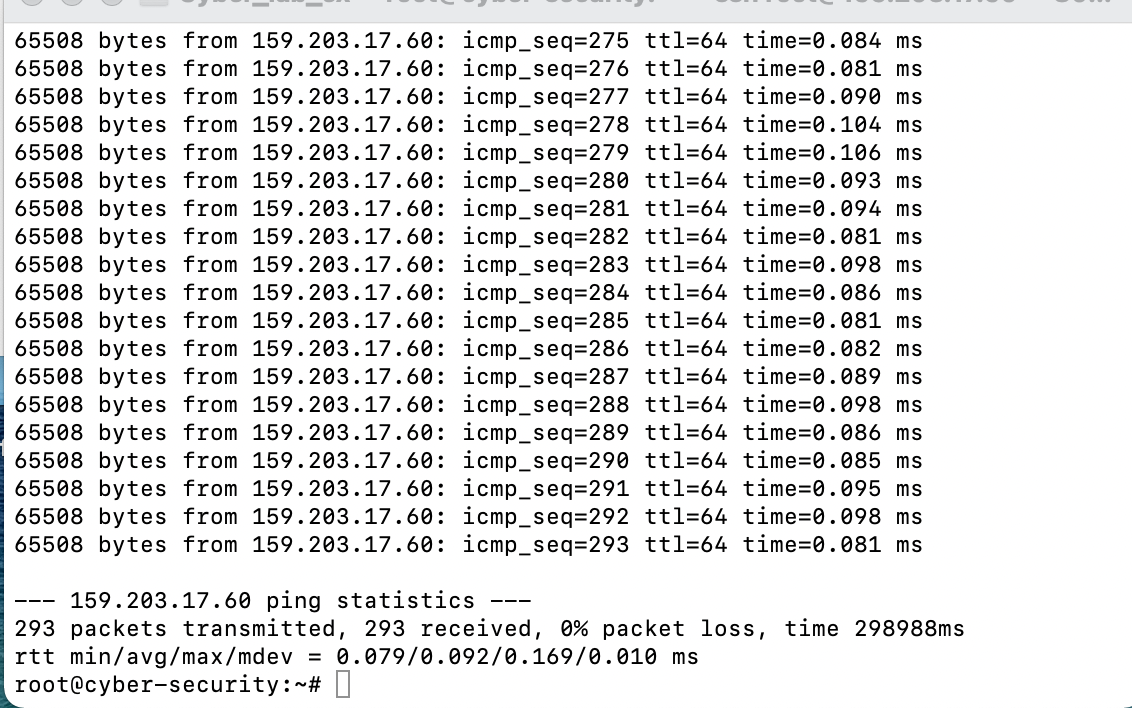 65508 bytes from 159.203.17.60: icmp_seq=275 ttl=64 time=0.084 ms
65508 bytes from 159.203.17.60: icmp_seq=276 ttl=64 time=0.081 ms
65508 bytes from 159.203.17.60: icmp_seq=277 ttl=64 time=0.090 ms
65508 bytes from 159.203.17.60: icmp_seq=278 ttl=64 time=0.104 ms
65508 bytes from 159.203.17.60: icmp_seq=279 ttl=64 time=0.106 ms
65508 bytes from 159.203.17.60: icmp_seq=280 ttl=64 time=0.093 ms
65508 bytes from 159.203.17.60: icmp_seq=281 ttl=64 time=0.094 ms
65508 bytes from 159.203.17.60: icmp_seq=282 ttl=64 time=0.081 ms
65508 bytes from 159.203.17.60: icmp_seq=283 ttl=64 time=0.098 ms
65508 bytes from 159.203.17.60: icmp_seq=284 ttl=64 time=0.086 ms
65508 bytes from 159.203.17.60: icmp_seq=285 ttl=64 time=0.081 ms
65508 bytes from 159.203.17.60: icmp_seq=286 ttl=64 time=0.082 ms
65508 bytes from 159.203.17.60: icmp_seq=287 ttl=64 time=0.089 ms
65508 bytes from 159.203.17.60: icmp_seq=288 ttl=64 time=0.098 ms
65508 bytes from 159.203.17.60: icmp_seq=289 ttl=64 time=0.086 ms
65508 bytes from 159.203.17.60: icmp_seq=290 ttl=64 time=0.085 ms
65508 bytes from 159.203.17.60: icmp_seq=291 ttl=64 time=0.095 ms
65508 bytes from 159.203.17.60: icmp_seq=292 ttl=64 time=0.098 ms
65508 bytes from 159.203.17.60: icmp_seq=293 ttl=64 time=0.081 ms
--- 159.203.17.60 ping statistics ---
293 packets transmitted, 293 received, 0% packet loss, time 298988ms
rtt min/avg/max/mdev = 0.079/0.092/0.169/0.010 ms
root@cyber-security:~#